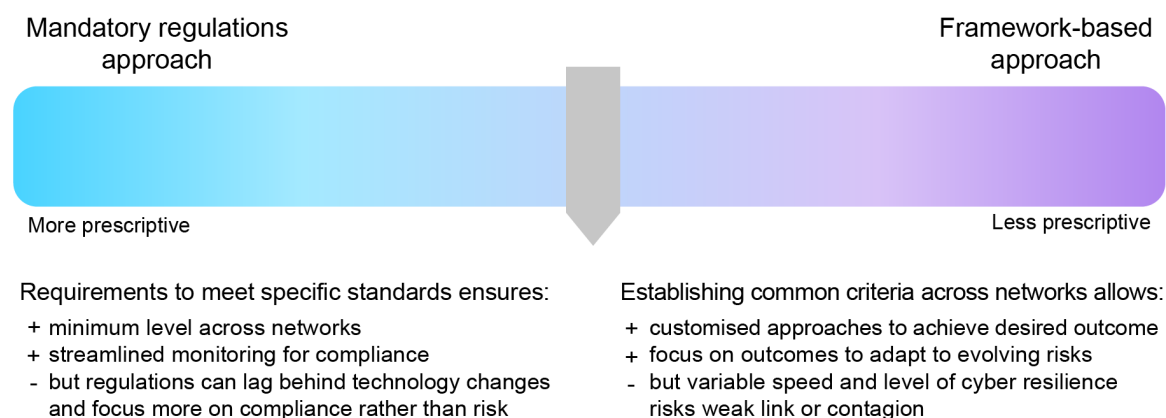 Mandatory regulations
approach
Framework-based
approach
More prescriptive
Less prescriptive
Requirements to meet specific standards ensures:
+ minimum level across networks
+ streamlined monitoring for compliance
- but regulations can lag behind technology changes
and focus more on compliance rather than risk
Establishing common criteria across networks allows:
+ customised approaches to achieve desired outcome
+ focus on outcomes to adapt to evolving risks
- but variable speed and level of cyber resilience
risks weak link or contagion